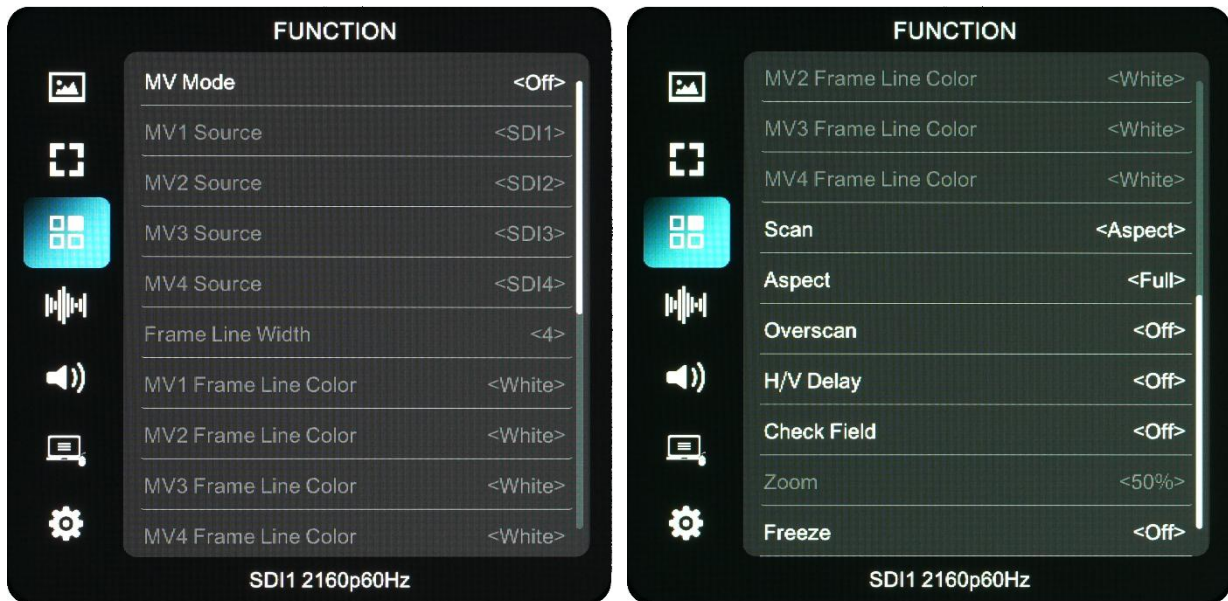 FUNCTION
MV Mode <Off>
MV1 Source <SDI1>
MV2 Source <SDI2>
MV3 Source <SDI3>
MV4 Source <SDI4>
Frame Line Width <4>
MV1 Frame Line Color <White>
MV2 Frame Line Color <White>
MV3 Frame Line Color <White>
MV4 Frame Line Color <White>
SDI1 2160p60Hz
FUNCTION
MV2 Frame Line Color <White>
MV3 Frame Line Color <White>
MV4 Frame Line Color <White>
Scan <Aspect>
Aspect <Full>
Overscan <Off>
H/V Delay <Off>
Check Field <Off>
Zoom <50%>
Freeze <Off>
SDI1 2160p60Hz